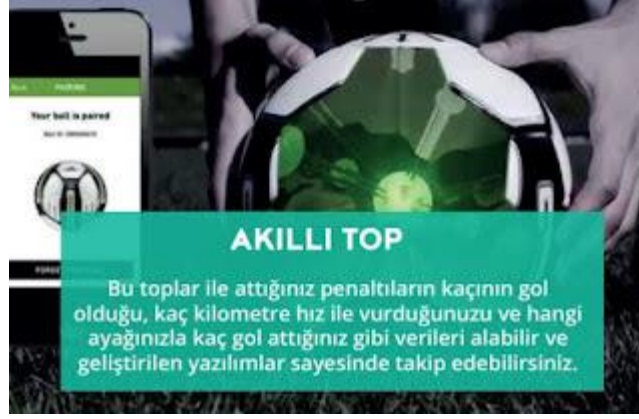 PAIRING
Your ball is paired
AKILLI TOP
Bu toplar ile attığınız penaltıların kaçının gol
olduğu, kaç kilometre hız ile vurduğunuzu ve hangi
ayağınızla kaç gol attığınız gibi verileri alabilir ve
geliştirilen yazılımlar sayesinde takip edebilirsiniz.